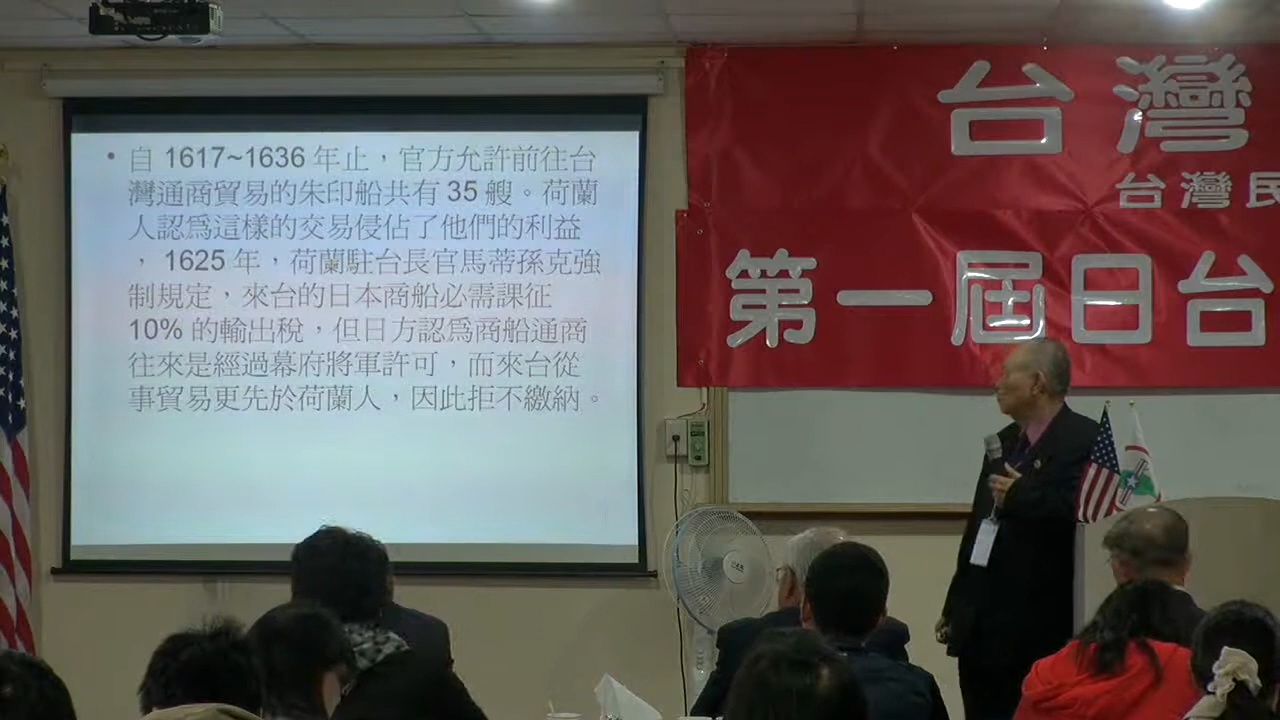 • 自 1617~1636 年止，官方允許前往台
灣通商貿易的朱印船共有 35 艘。荷蘭
人認為這樣的交易侵佔了他們的利益
，1625 年，荷蘭駐台長官馬蒂孫克強
制規定，來台的日本商船必需課征
10% 的輸出稅，但日方認為商船通商
往來是經過幕府將軍許可，而來台從
事貿易更先於荷蘭人，因此拒不繳納。
台灣
台灣民
第一屆日台